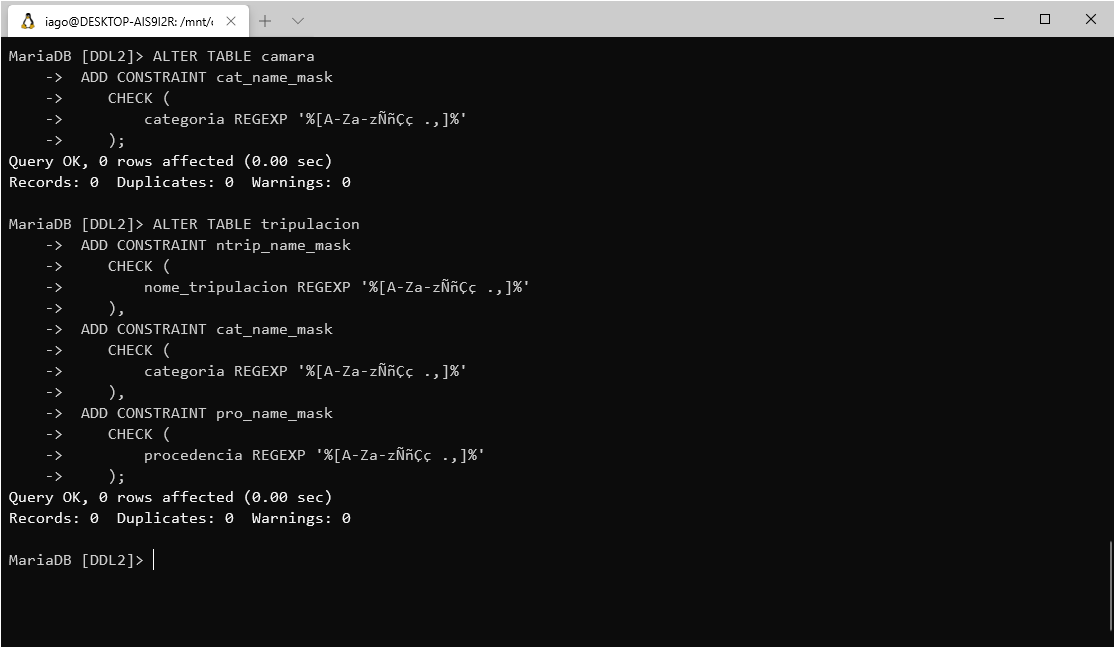 iago@DESKTOP-AIS9I2R: /mnt/c
MariaDB [DDL2]> ALTER TABLE camara
    ->  ADD CONSTRAINT cat_name_mask
    ->     CHECK (
    ->         categoria REGEXP '%[A-Za-zÑñÇç .,]%'
    ->     );
Query OK, 0 rows affected (0.00 sec)
Records: 0  Duplicates: 0  Warnings: 0
MariaDB [DDL2]> ALTER TABLE tripulacion
    ->  ADD CONSTRAINT ntrip_name_mask
    ->     CHECK (
    ->         nome_tripulacion REGEXP '%[A-Za-zÑñÇç .,]%'
    ->     ),
    ->  ADD CONSTRAINT cat_name_mask
    ->     CHECK (
    ->         categoria REGEXP '%[A-Za-zÑñÇç .,]%'
    ->     ),
    ->  ADD CONSTRAINT pro_name_mask
    ->     CHECK (
    ->         procedencia REGEXP '%[A-Za-zÑñÇç .,]%'
    ->     );
Query OK, 0 rows affected (0.00 sec)
Records: 0  Duplicates: 0  Warnings: 0
MariaDB [DDL2]>